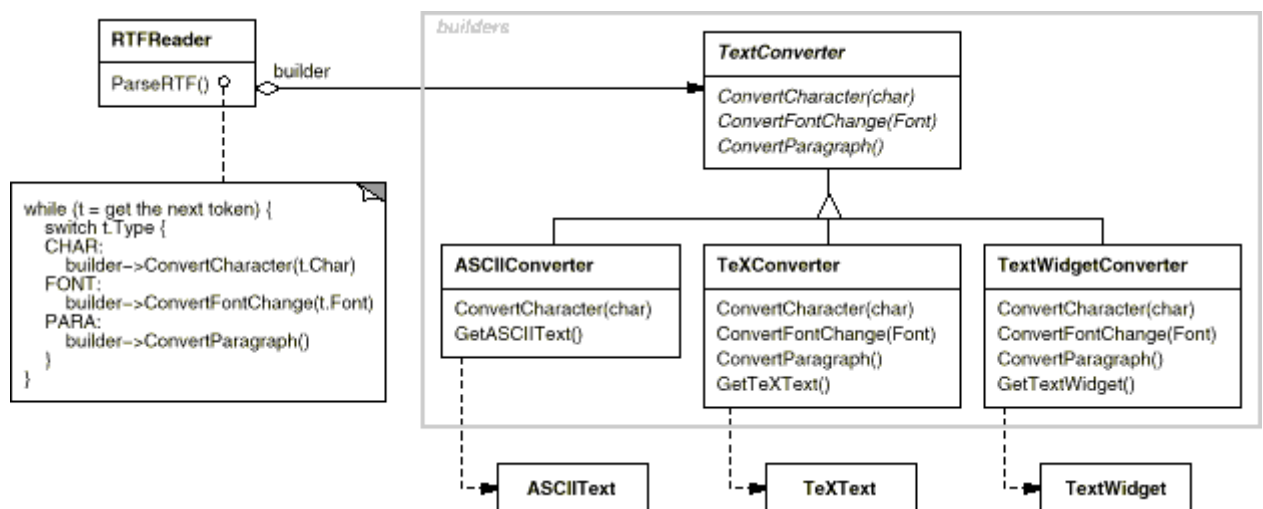 builders
RTFReader
ParseRTF()
builder
TextConverter
ConvertCharacter(char)
ConvertFontChange(Font)
ConvertParagraph()
while (t = get the next token) {
switch t.Type {
CHAR:
builder–>ConvertCharacter(t.Char)
FONT:
builder–>ConvertFontChange(t.Font)
PARA:
builder–>ConvertParagraph()
}
}
ASCIIConverter
ConvertCharacter(char)
GetASCIIText()
TeXConverter
ConvertCharacter(char)
ConvertFontChange(Font)
ConvertParagraph()
GetTeXText()
TextWidgetConverter
ConvertCharacter(char)
ConvertFontChange(Font)
ConvertParagraph()
GetTextWidget()
ASCIIText
TeXText
TextWidget